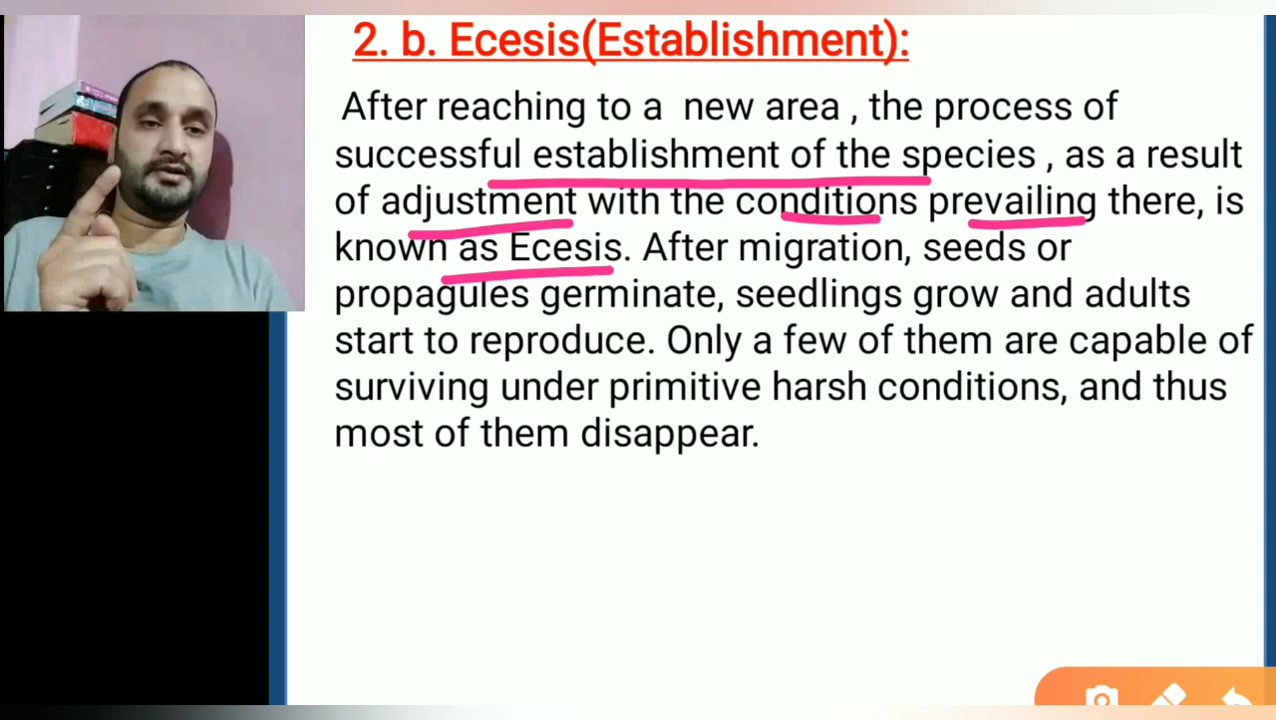 2. b. Ecesis(Establishment):
After reaching to a new area , the process of
successful establishment of the species , as a result
of adjustment with the conditions prevailing there, is
known as Ecesis. After migration, seeds or
propagules germinate, seedlings grow and adults
start to reproduce. Only a few of them are capable of
surviving under primitive harsh conditions, and thus
most of them disappear.